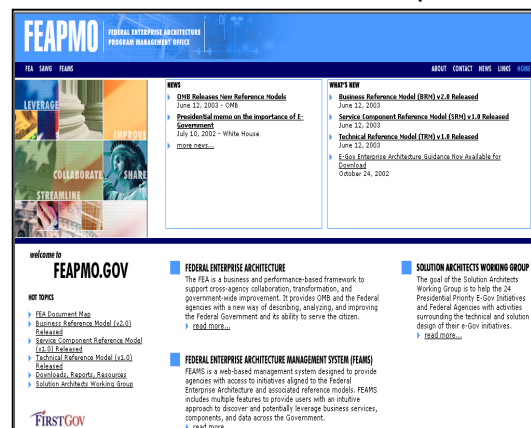 FEAPMO
FEDERAL ENTERPRISE ARCHITECTURE
PROGRAM MANAGEMENT OFFICE
FEA SAWG FEAMS
ABOUT CONTACT NEWS LINKS HOME
LEVERAGE
IMPROVE
COLLABORATE
SHARE
STREAMLINE
NEWS
OMB Releases New Reference Models
June 12, 2003 - OMB
Presidential memo on the importance of E-
Government
July 10, 2002 - White House
more news...
WHAT'S NEW
Business Reference Model (BRM) v2.0 Released
June 12, 2003
Service Component Reference Model (SRM) v1.0 Released
June 12, 2003
Technical Reference Model (TRM) v1.0 Released
June 12, 2003
E-Gov Enterprise Architecture Guidance Now Available for
Download
October 24, 2002
welcome to
FEAPMO.GOV
HOT TOPICS
FEA Document Map
Business Reference Model (v2.0)
Released
Service Component Reference Model
(v1.0) Released
Technical Reference Model (v1.0)
Released
Downloads, Reports, Resources
Solution Architects Working Group
FIRSTGOV
FEDERAL ENTERPRISE ARCHITECTURE
The FEA is a business and performance-based framework to
support cross-agency collaboration, transformation, and
government-wide improvement. It provides OMB and the Federal
agencies with a new way of describing, analyzing, and improving
the Federal Government and its ability to serve the citizen.
read more...
FEDERAL ENTERPRISE ARCHITECTURE MANAGEMENT SYSTEM (FEAMS)
FEAMS is a web-based management system designed to provide
agencies with access to initiatives aligned to the Federal
Enterprise Architecture and associated reference models. FEAMS
includes multiple features to provide users with an intuitive
approach to discover and potentially leverage business services,
components, and data across the Government.
read more
SOLUTION ARCHITECTS WORKING GROUP
The goal of the Solution Architects
Working Group is to help the 24
Presidential Priority E-Gov Initiatives
and Federal Agencies with activities
surrounding the technical and solution
design of their e-Gov initiatives.
read more...